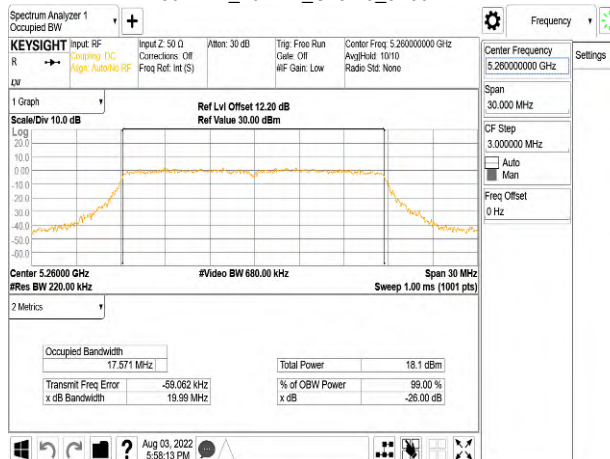 Spectrum Analyzer 1
Occupied BW
Frequency
KEYSIGHT
R
Input: RF
Coupling: DC
Align: Auto/No RF
Input Z: 50 Ω
Corrections: Off
Freq Ref: Int (S)
Atten: 30 dB
Trig: Free Run
Gate: Off
#IF Gain: Low
Center Freq: 5.260000000 GHz
Avg|Hold: 10/10
Radio Std: None
Center Frequency
5.260000000 GHz
Settings
Span
30.000 MHz
CF Step
3.000000 MHz
Auto
Man
Freq Offset
0 Hz
1 Graph
Scale/Div 10.0 dB
Ref Lvl Offset 12.20 dB
Ref Value 30.00 dBm
Log
20.0
10.0
0.00
-10.0
-20.0
-30.0
-40.0
-50.0
-60.0
Center 5.26000 GHz
#Res BW 220.00 kHz
#Video BW 680.00 kHz
Span 30 MHz
Sweep 1.00 ms (1001 pts)
2 Metrics
Occupied Bandwidth
17.571 MHz
Transmit Freq Error -59.062 kHz
x dB Bandwidth 19.99 MHz
Total Power 18.1 dBm
% of OBW Power 99.00 %
x dB -26.00 dB
?
Aug 03, 2022
5:58:13 PM